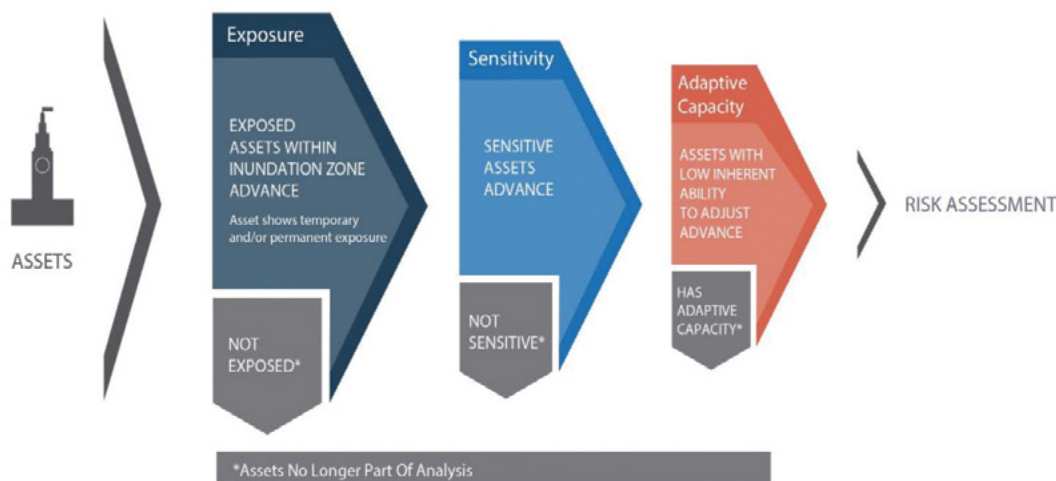 ASSETS
Exposure
EXPOSED
ASSETS WITHIN
INUNDATION ZONE
ADVANCE
Asset shows temporary
and/or permanent exposure
NOT
EXPOSED*
Sensitivity
SENSITIVE
ASSETS
ADVANCE
NOT
SENSITIVE*
Adaptive
Capacity
ASSETS WITH
LOW INHERENT
ABILITY
TO ADJUST
ADVANCE
HAS
ADAPTIVE
CAPACITY*
RISK ASSESSMENT
*Assets No Longer Part Of Analysis